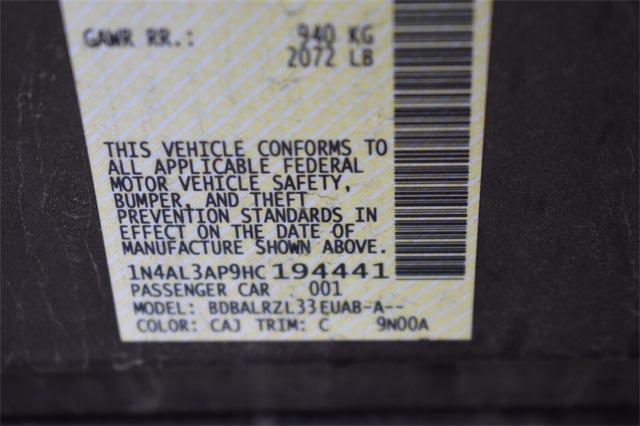 GAWR RR.: 940 KG
2072 LB
THIS VEHICLE CONFORMS TO
ALL APPLICABLE FEDERAL
MOTOR VEHICLE SAFETY,
BUMPER, AND THEFT
PREVENTION STANDARDS IN
EFFECT ON THE DATE OF
MANUFACTURE SHOWN ABOVE.
1N4AL3AP9HC194441
PASSENGER CAR 001
MODEL: BDBALRZL33EUAB-A--
COLOR: CAJ TRIM: C 9N00A